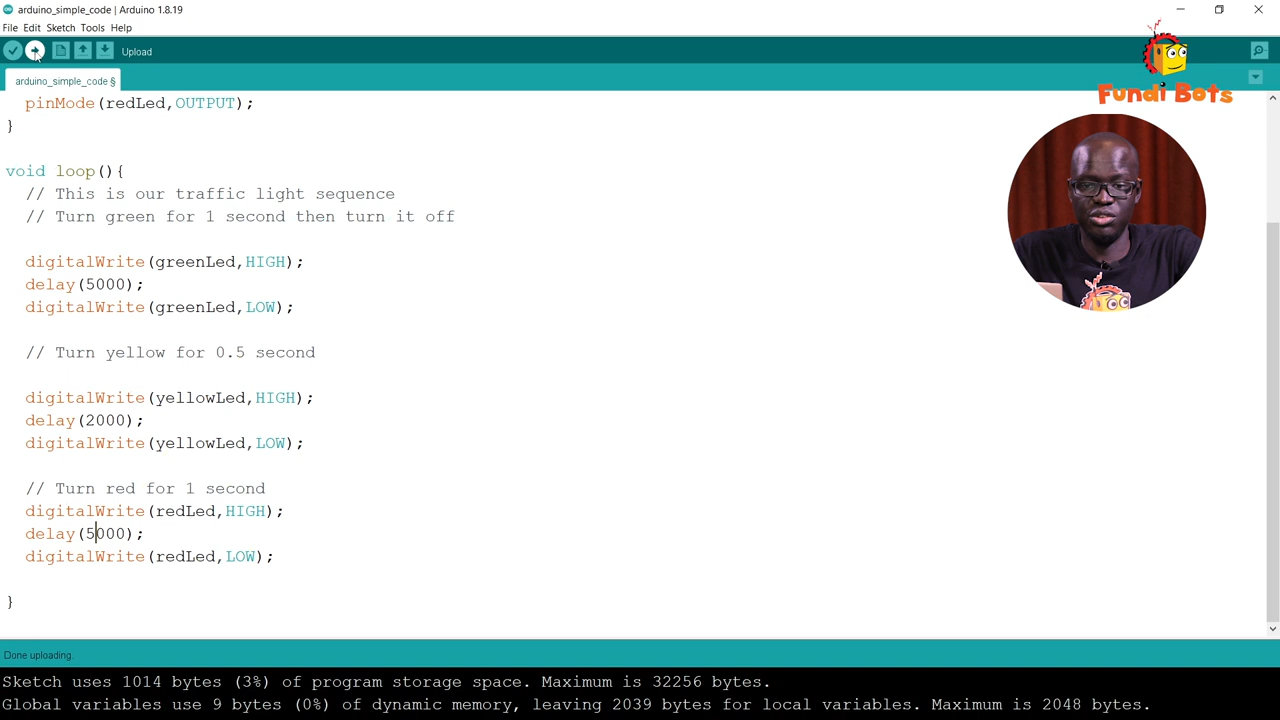 arduino_simple_code | Arduino 1.8.19
File Edit Sketch Tools Help
Upload
arduino_simple_code §
Fundi Bots
pinMode(redLed,OUTPUT);
}
void loop(){
// This is our traffic light sequence
// Turn green for 1 second then turn it off
digitalWrite(greenLed,HIGH);
delay(5000);
digitalWrite(greenLed,LOW);
// Turn yellow for 0.5 second
digitalWrite(yellowLed,HIGH);
delay(2000);
digitalWrite(yellowLed,LOW);
// Turn red for 1 second
digitalWrite(redLed,HIGH);
delay(5000);
digitalWrite(redLed,LOW);
}
Done uploading.
Sketch uses 1014 bytes (3%) of program storage space. Maximum is 32256 bytes.
Global variables use 9 bytes (0%) of dynamic memory, leaving 2039 bytes for local variables. Maximum is 2048 bytes.